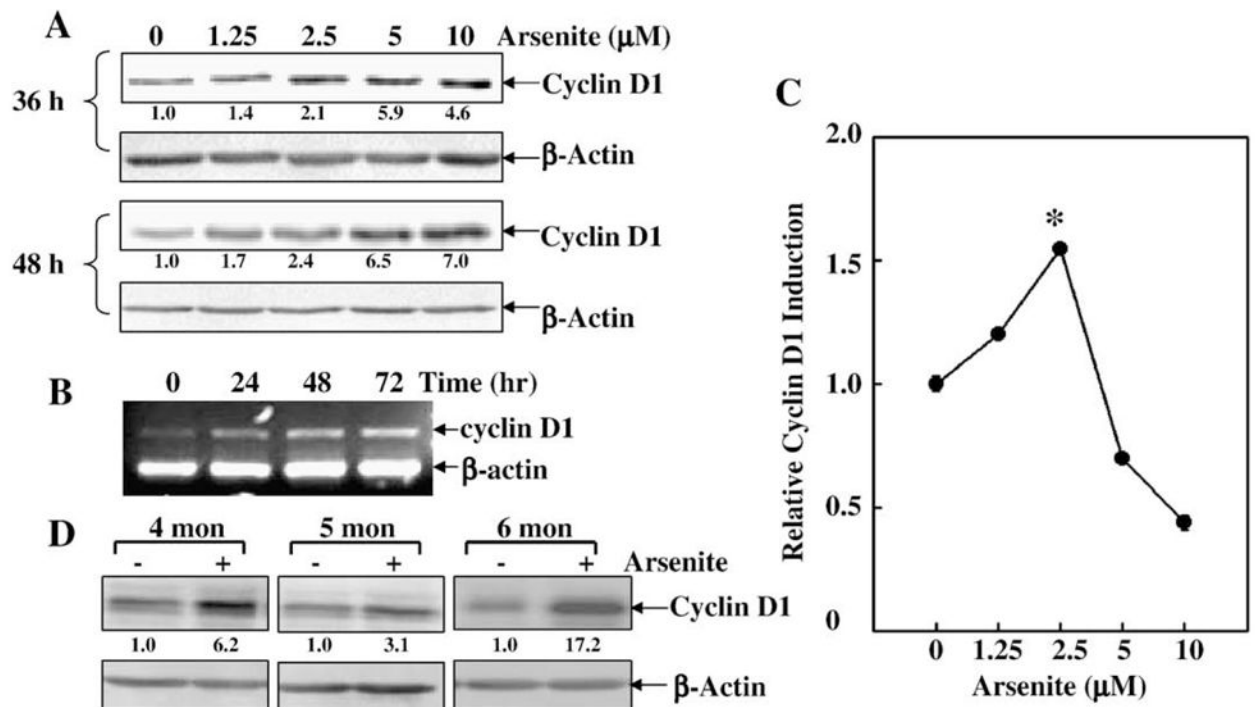 A
0 1.25 2.5 5 10 Arsenite (μM)
36 h
Cyclin D1
1.0 1.4 2.1 5.9 4.6
β-Actin
48 h
Cyclin D1
1.0 1.7 2.4 6.5 7.0
β-Actin
B
0 24 48 72 Time (hr)
cyclin D1
β-actin
C
Relative Cyclin D1 Induction
2.0
1.5
1.0
0.5
0
*
0 1.25 2.5 5 10
Arsenite (μM)
D
4 mon 5 mon 6 mon
- + - + - + Arsenite
Cyclin D1
1.0 6.2 1.0 3.1 1.0 17.2
β-Actin